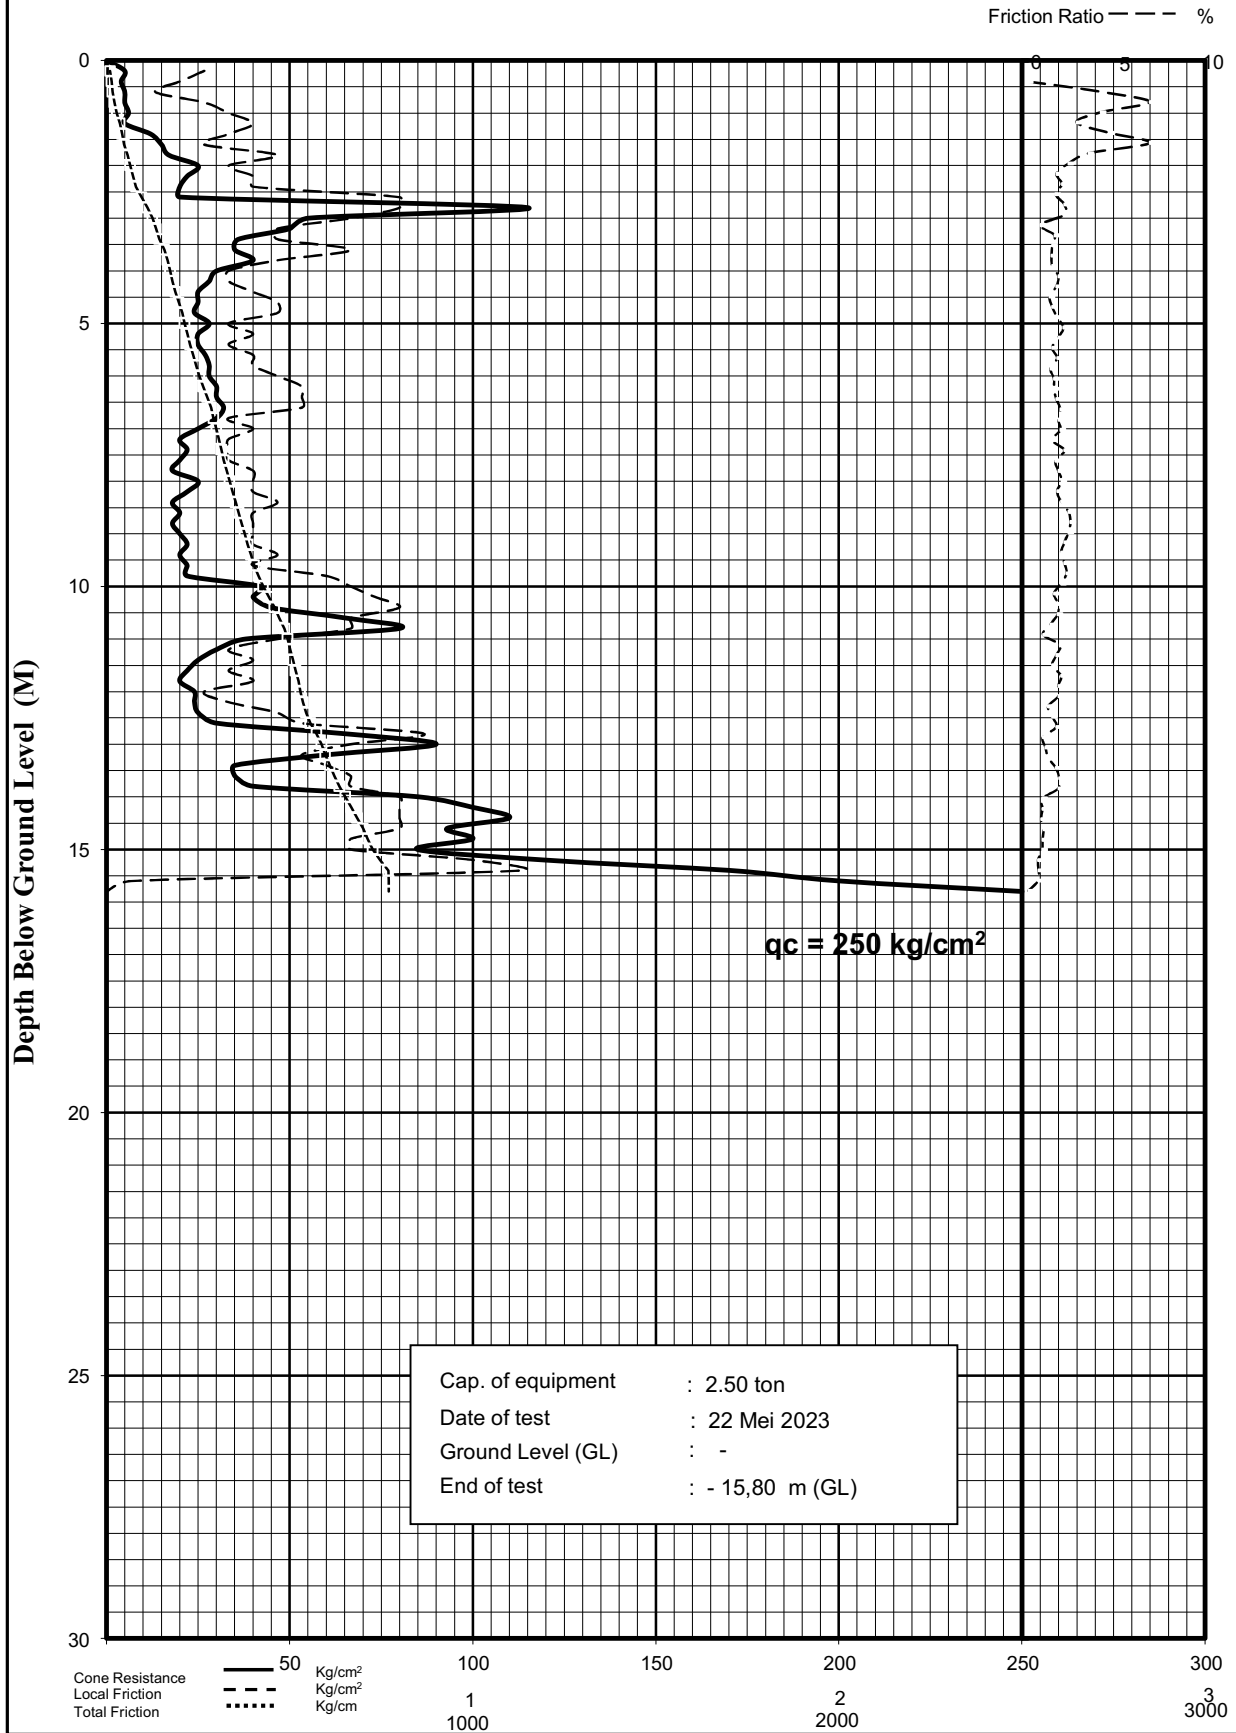 Friction Ratio %
0 5 10
0
5
10
15
20
25
30
Depth Below Ground Level (M)
qc = 250 kg/cm²
Cap. of equipment : 2.50 ton
Date of test : 22 Mei 2023
Ground Level (GL) : -
End of test : - 15,80 m (GL)
50 100 150 200 250 300
Cone Resistance Kg/cm²
Local Friction Kg/cm²
Total Friction Kg/cm
1 2 3
1000 2000 3000